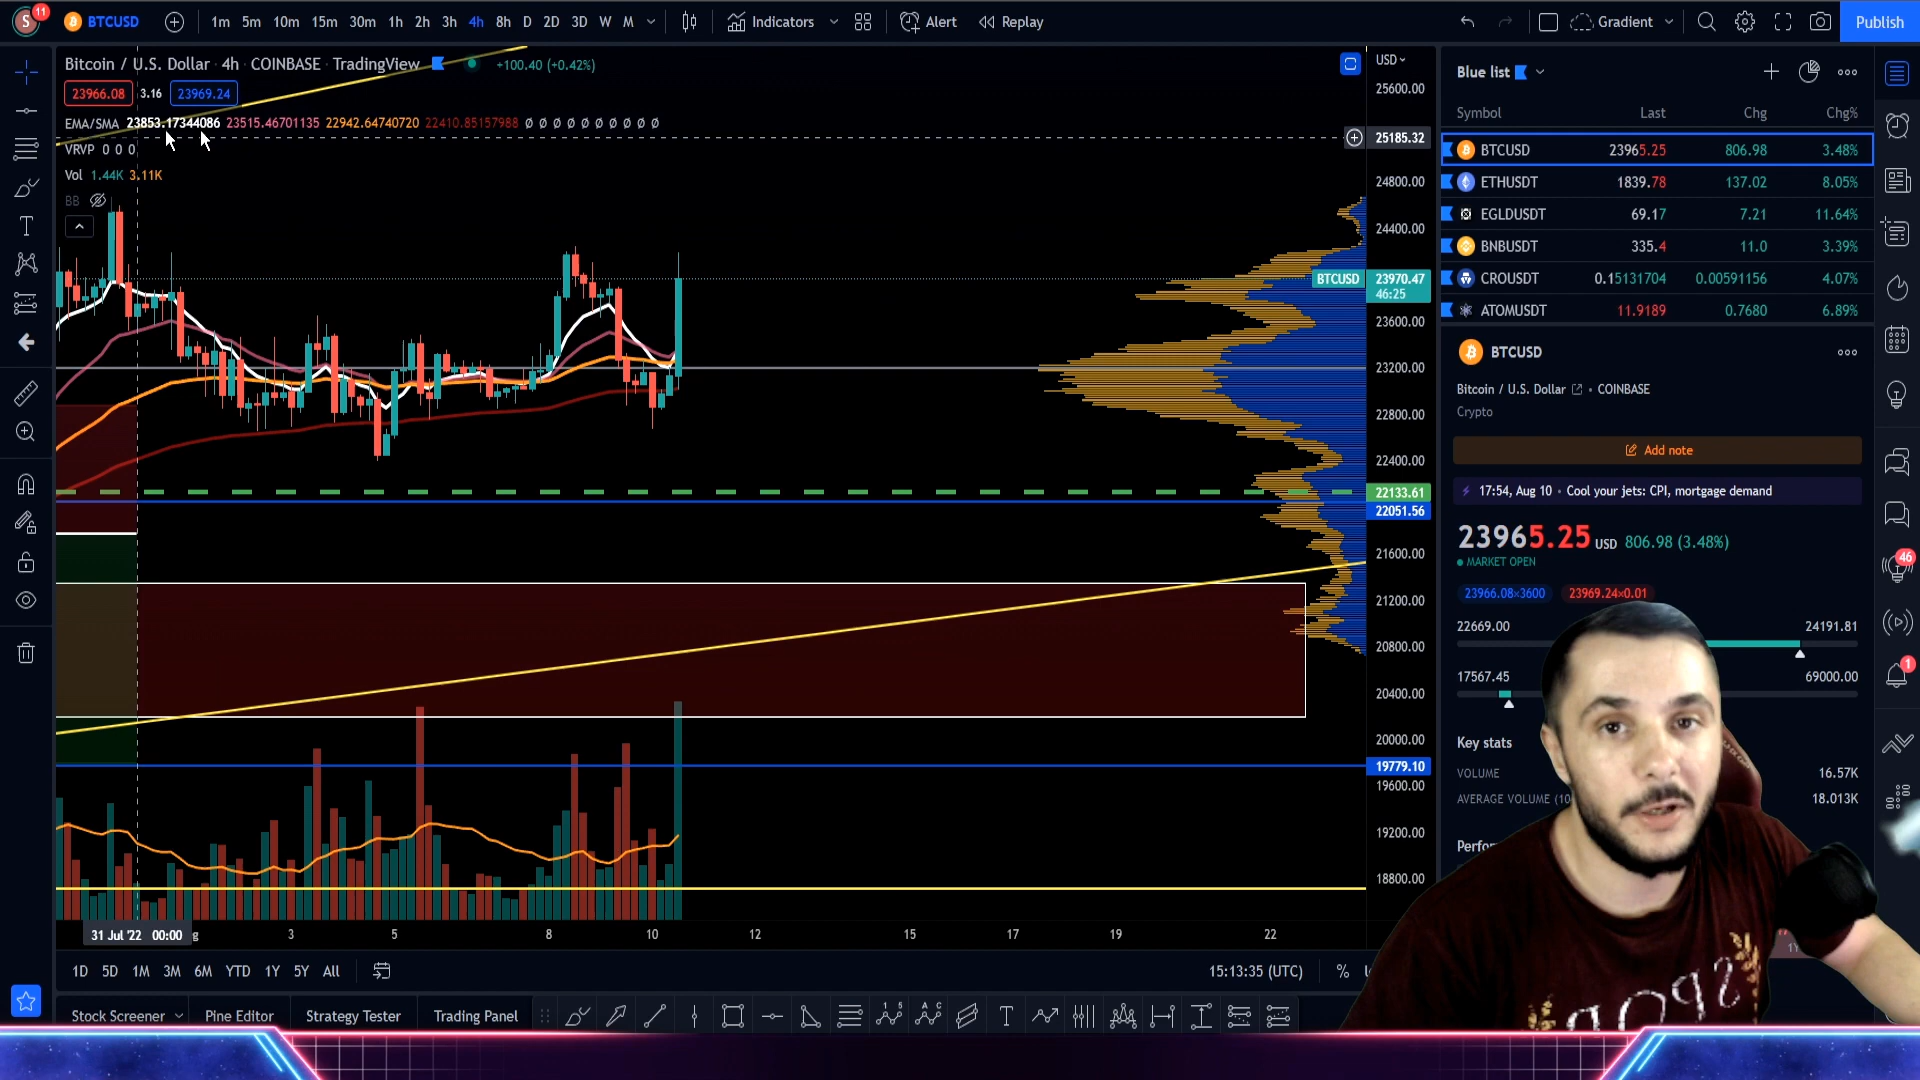 S 11 BTCUSD 1m 5m 10m 15m 30m 1h 2h 3h 4h 8h D 2D 3D W M Indicators Alert Replay Gradient Publish
Bitcoin / U.S. Dollar 4h COINBASE TradingView +100.40 (+0.42%)
23966.08 3.16 23969.24
EMA/SMA 23853.17344086 23515.46701135 22942.64740720 22410.85157988 Ø Ø Ø Ø Ø Ø Ø Ø Ø Ø
VRVP 0 0 0
Vol 1.44K 3.11K
BB
USD
25600.00
25185.32
24800.00
24400.00
BTCUSD 23970.47
46:25
23600.00
23200.00
22800.00
22400.00
22133.61
22051.56
21600.00
21200.00
20800.00
20400.00
20000.00
19779.10
19600.00
19200.00
18800.00
31 Jul '22 00:00 g 3 5 8 10 12 15 17 19 22
1D 5D 1M 3M 6M YTD 1Y 5Y All 15:13:35 (UTC) %
Stock Screener Pine Editor Strategy Tester Trading Panel
Blue list
Symbol Last Chg Chg%
BTCUSD 23965.25 806.98 3.48%
ETHUSDT 1839.78 137.02 8.05%
EGLDUSDT 69.17 7.21 11.64%
BNBUSDT 335.4 11.0 3.39%
CROUSDT 0.15131704 0.00591156 4.07%
ATOMUSDT 11.9189 0.7680 6.89%
BTCUSD
Bitcoin / U.S. Dollar • COINBASE
Crypto
Add note
17:54, Aug 10 • Cool your jets: CPI, mortgage demand
23965.25 USD 806.98 (3.48%)
MARKET OPEN
23966.08×3600 23969.24×0.01
22669.00 24191.81
17567.45 69000.00
Key stats
VOLUME 16.57K
AVERAGE VOLUME (10 18.013K
Perfor
1Y
46
1